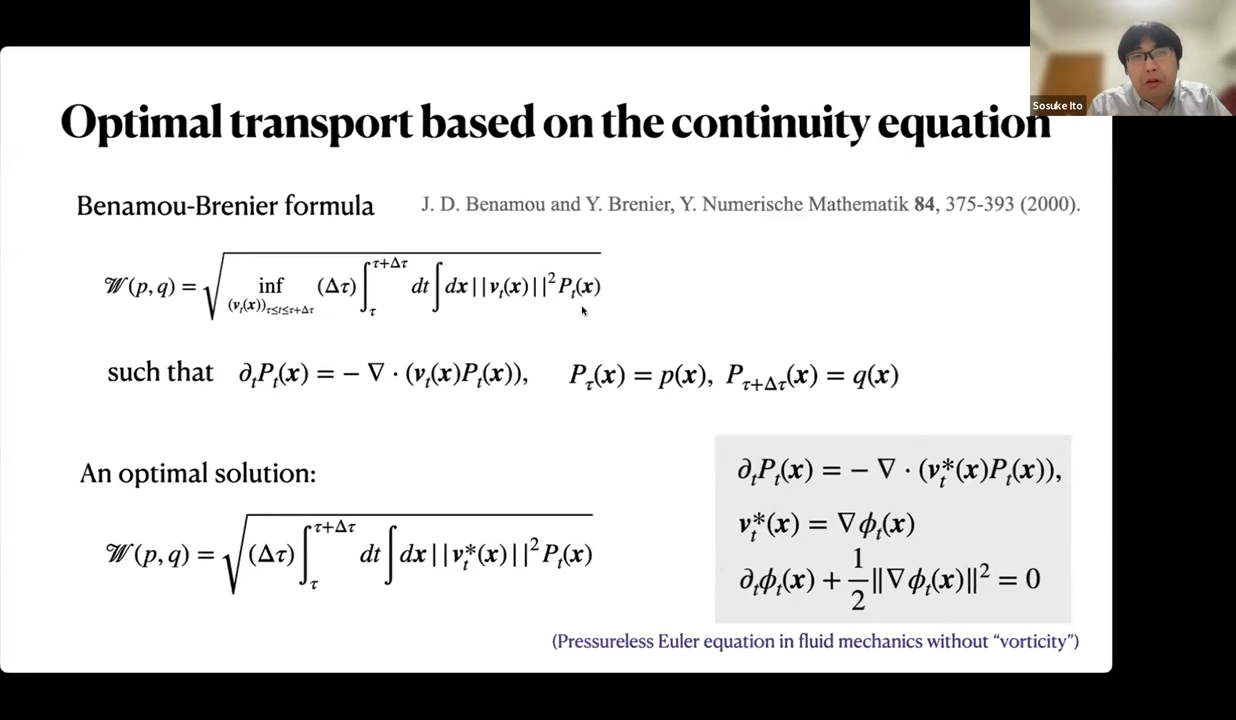 Sosuke Ito
Optimal transport based on the continuity equation
Benamou-Brenier formula J. D. Benamou and Y. Brenier, Y. Numerische Mathematik 84, 375-393 (2000).
𝒲(p, q) = √( inf_{(v_t(x))_{τ≤t≤τ+Δτ}} (Δτ) ∫_τ^{τ+Δτ} dt ∫ dx ||v_t(x)||² P_t(x) )
such that ∂_t P_t(x) = − ∇ · (v_t(x)P_t(x)), P_τ(x) = p(x), P_{τ+Δτ}(x) = q(x)
An optimal solution:
𝒲(p, q) = √( (Δτ) ∫_τ^{τ+Δτ} dt ∫ dx ||v_t*(x)||² P_t(x) )
∂_t P_t(x) = − ∇ · (v_t*(x)P_t(x)),
v_t*(x) = ∇ϕ_t(x)
∂_t ϕ_t(x) + 1/2 ‖∇ϕ_t(x)‖² = 0
(Pressureless Euler equation in fluid mechanics without “vorticity”)